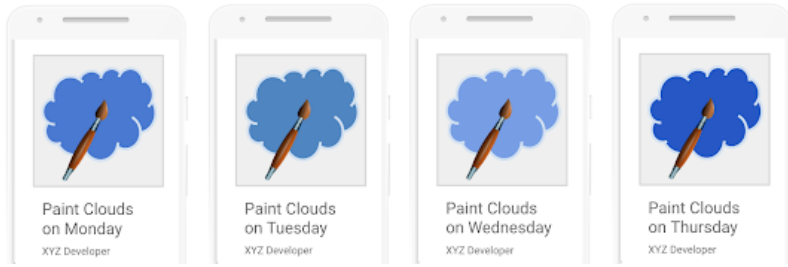 Paint Clouds
on Monday
XYZ Developer
Paint Clouds
on Tuesday
XYZ Developer
Paint Clouds
on Wednesday
XYZ Developer
Paint Clouds
on Thursday
XYZ Developer